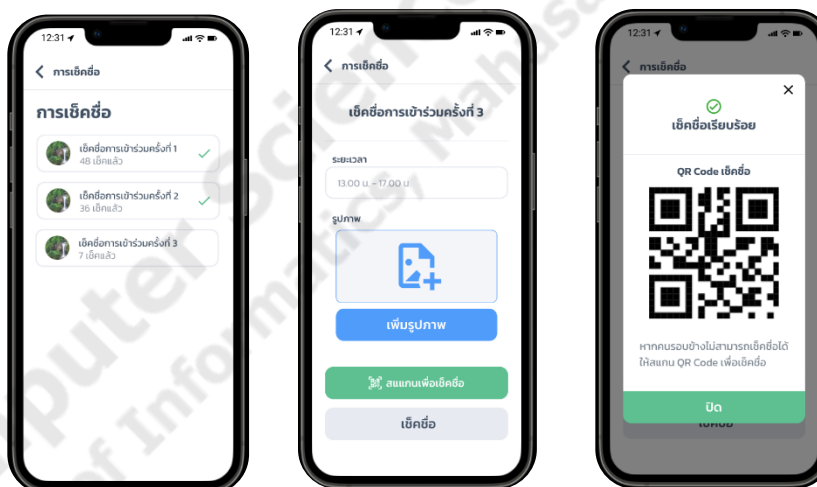 12:31
การเช็คชื่อ
การเช็คชื่อ
เช็คชื่อการเข้าร่วมครั้งที่ 1
48 เช็คแล้ว
เช็คชื่อการเข้าร่วมครั้งที่ 2
36 เช็คแล้ว
เช็คชื่อการเข้าร่วมครั้งที่ 3
7 เช็คแล้ว
12:31
การเช็คชื่อ
เช็คชื่อการเข้าร่วมครั้งที่ 3
ระยะเวลา
13.00 น. - 17.00 น
รูปภาพ
เพิ่มรูปภาพ
สแแกนเพื่อเช็คชื่อ
เช็คชื่อ
12:31
การเช็คชื่อ
เช็คชื่อเรียบร้อย
QR Code เช็คชื่อ
หากคนรอบข้างไม่สามารถเช็คชื่อได้
ให้สแกน QR Code เพื่อเช็คชื่อ
ปิด
เช็คชื่อ